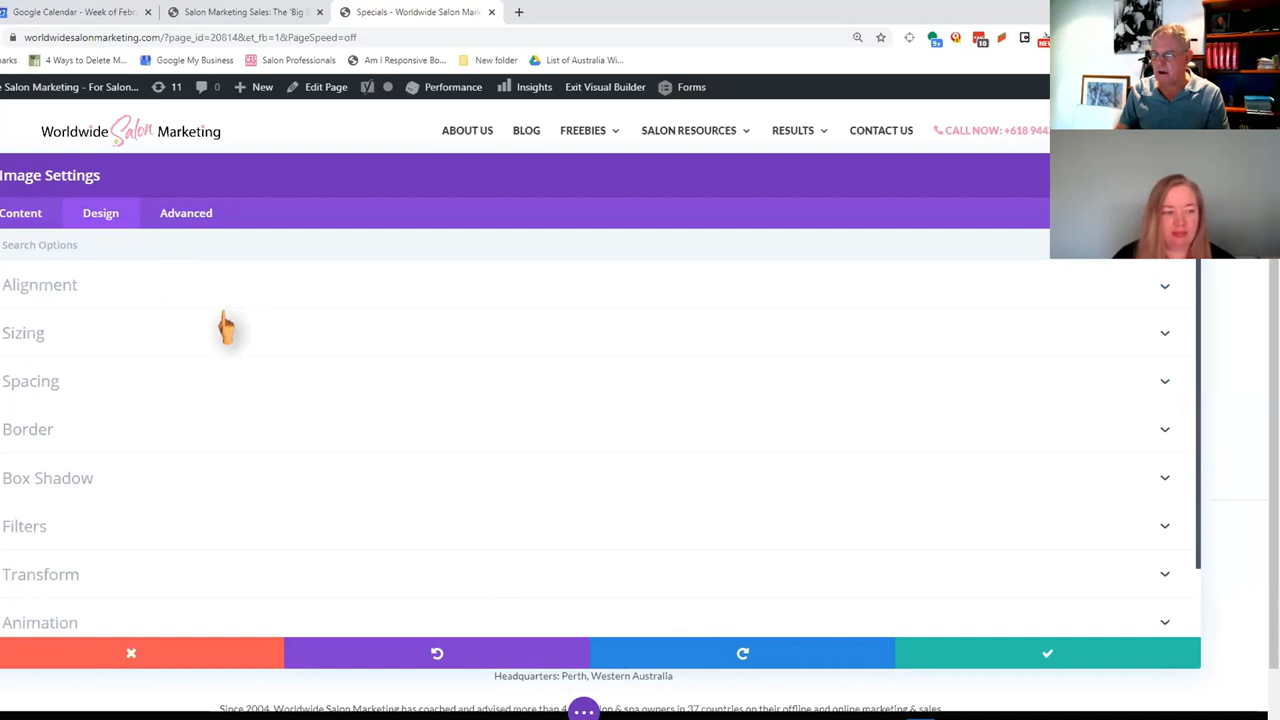 Google Calendar - Week of Febr
Salon Marketing Sales: The 'Big B
Specials - Worldwide Salon Mark
worldwidesalonmarketing.com/?page_id=20814&et_fb=1&PageSpeed=off
9+
10
NEW
marks
4 Ways to Delete M...
Google My Business
Salon Professionals
Am I Responsive Bo...
New folder
List of Australia Wi...
e Salon Marketing - For Salon...
11
0
New
Edit Page
Performance
Insights
Exit Visual Builder
Forms
Worldwide Salon Marketing
ABOUT US
BLOG
FREEBIES
SALON RESOURCES
RESULTS
CONTACT US
CALL NOW: +618 944
Image Settings
Content
Design
Advanced
Search Options
Alignment
Sizing
Spacing
Border
Box Shadow
Filters
Transform
Animation
Headquarters: Perth, Western Australia
Since 2004, Worldwide Salon Marketing has coached and advised more than 4
n & spa owners in 37 countries on their offline and online marketing & sales